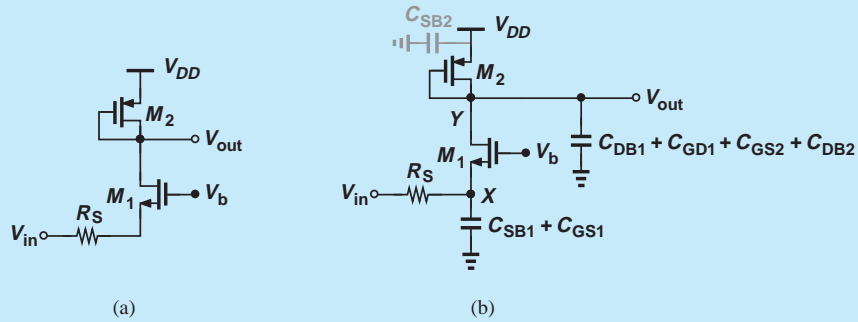 V_DD
M_2
V_out
M_1
V_b
R_S
V_in
(a)
C_SB2
V_DD
M_2
V_out
Y
C_DB1 + C_GD1 + C_GS2 + C_DB2
M_1
V_b
R_S
V_in
X
C_SB1 + C_GS1
(b)